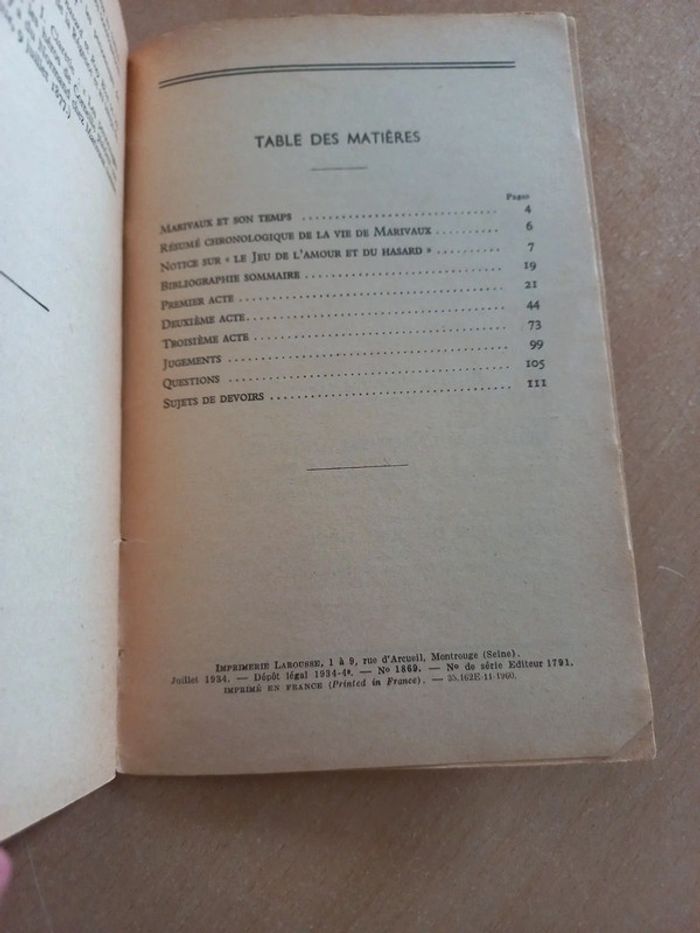 TABLE DES MATIÈRES
Pages
MARIVAUX ET SON TEMPS .............................. 4
RÉSUMÉ CHRONOLOGIQUE DE LA VIE DE MARIVAUX .......... 6
NOTICE SUR « LE JEU DE L'AMOUR ET DU HASARD » .......... 7
BIBLIOGRAPHIE SOMMAIRE .............................. 19
PREMIER ACTE .............................. 21
DEUXIÈME ACTE .............................. 44
TROISIÈME ACTE .............................. 73
JUGEMENTS .............................. 99
QUESTIONS .............................. 105
SUJETS DE DEVOIRS .............................. 111
IMPRIMERIE LAROUSSE, 1 à 9, rue d'Arcueil, Montrouge (Seine).
Juillet 1934. — Dépôt légal 1934-4e. — No 1869. — No de série Editeur 1791.
IMPRIMÉ EN FRANCE (Printed in France). — 35.162E-11-1960.
9 juillet 1877.)